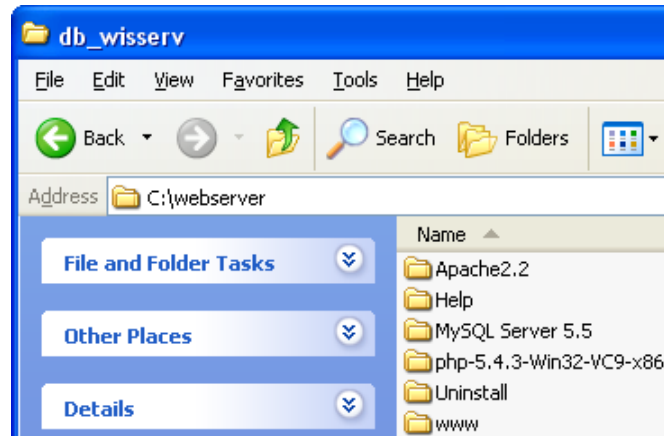 db_wisserv
File Edit View Favorites Tools Help
Back Search Folders
Address C:\webserver
Name
File and Folder Tasks
Other Places
Details
Apache2.2
Help
MySQL Server 5.5
php-5.4.3-Win32-VC9-x86
Uninstall
www